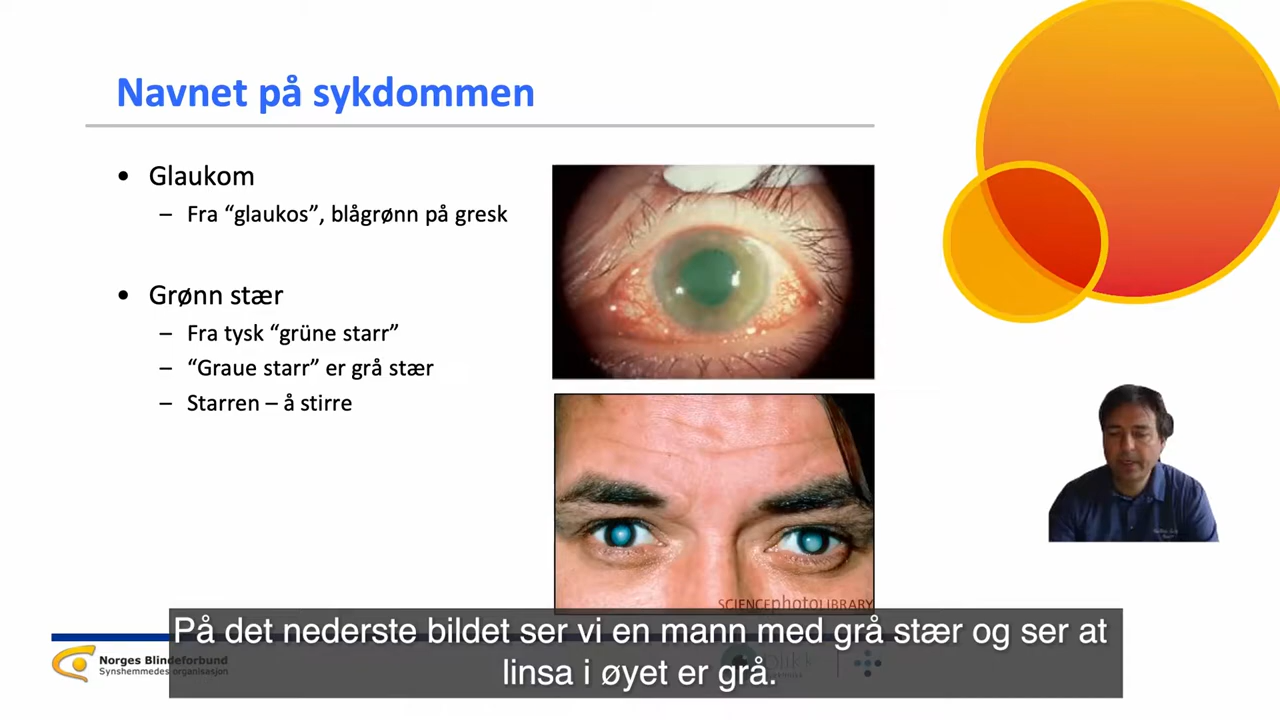 Navnet på sykdommen
• Glaukom
– Fra “glaukos”, blågrønn på gresk
• Grønn stær
– Fra tysk “grüne starr”
– “Graue starr” er grå stær
– Starren – å stirre
SCIENCEphotoLIBRARY
På det nederste bildet ser vi en mann med grå stær og ser at
linsa i øyet er grå.
Norges Blindeforbund
Synshemmedes organisasjon